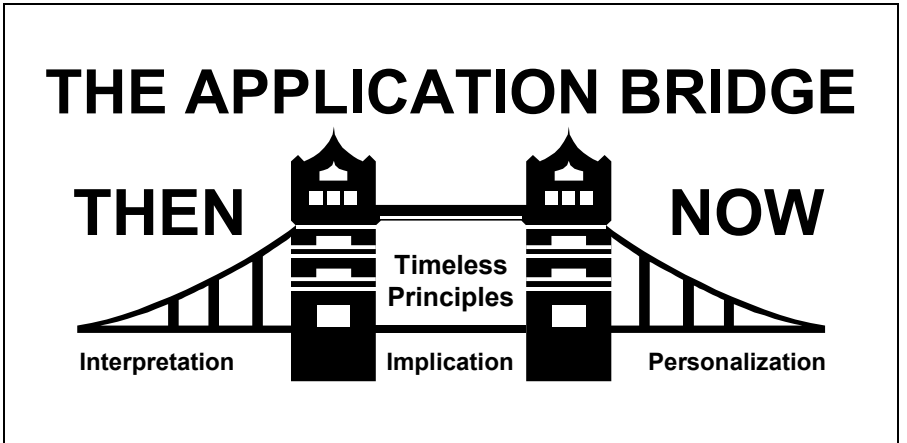 THE APPLICATION BRIDGE
THEN
NOW
Timeless
Principles
Interpretation
Implication
Personalization